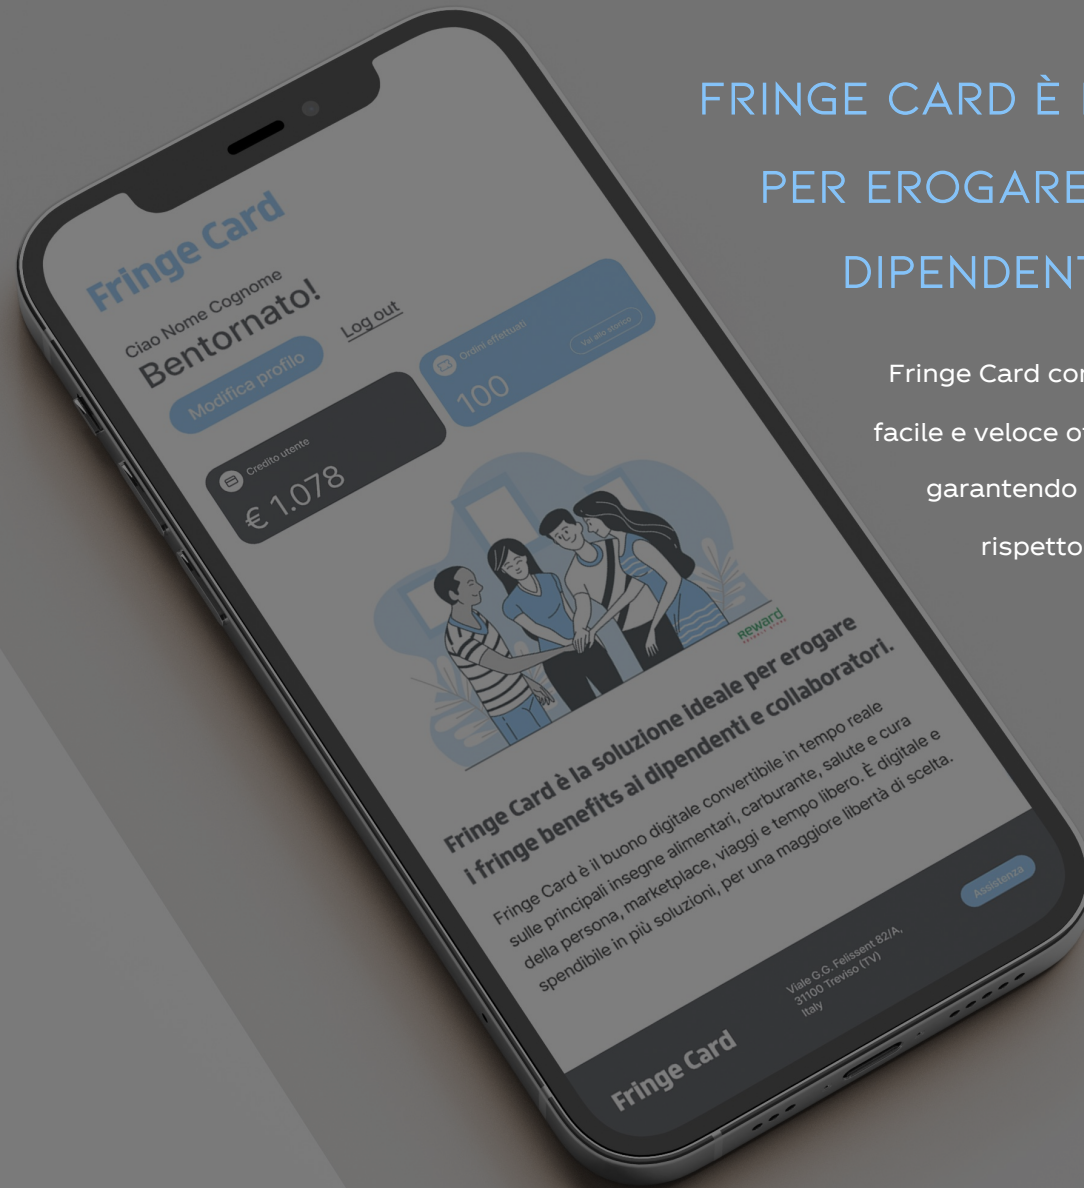 FRINGE CARD È
PER EROGARE
DIPENDENT
Fringe Card con
facile e veloce of
garantendo
rispetto
Fringe Card
Ciao Nome Cognome
Bentornato!
Modifica profilo
Log out
Credito utente
€ 1.078
Ordini effettuati
100
Vai allo storico
Reward
Fringe Card è la soluzione ideale per erogare
i fringe benefits ai dipendenti e collaboratori.
Fringe Card è il buono digitale convertibile in tempo reale
sulle principali insegne alimentari, carburante, salute e cura
della persona, marketplace, viaggi e tempo libero. È digitale e
spendibile in più soluzioni, per una maggiore libertà di scelta.
Fringe Card
Viale G.G. Felissent 82/A,
31100 Treviso (TV)
Italy
Assistenza